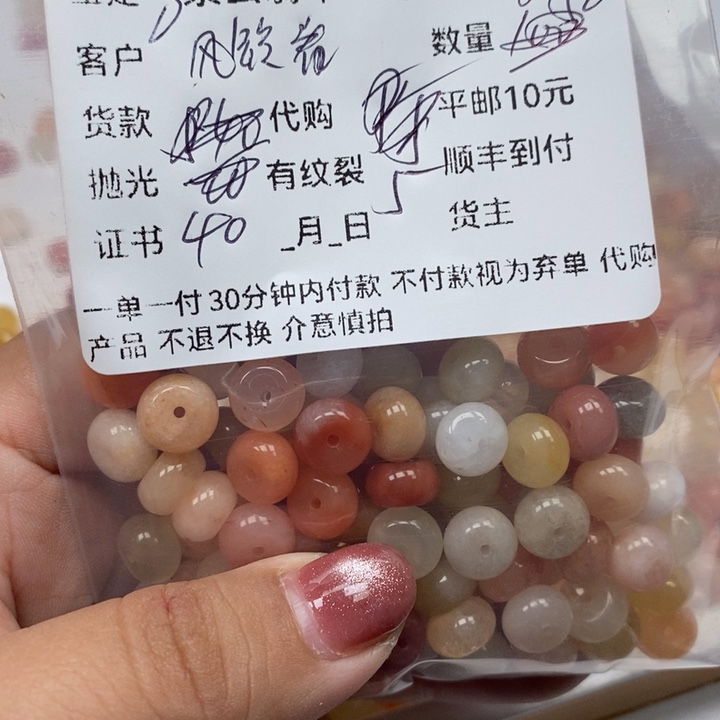 客户 数量
货款 代购 平邮10元
抛光 有纹裂 顺丰到付
证书 40 _月_日 货主
一单一付 30分钟内付款 不付款视为弃单 代购
产品 不退不换 介意慎拍